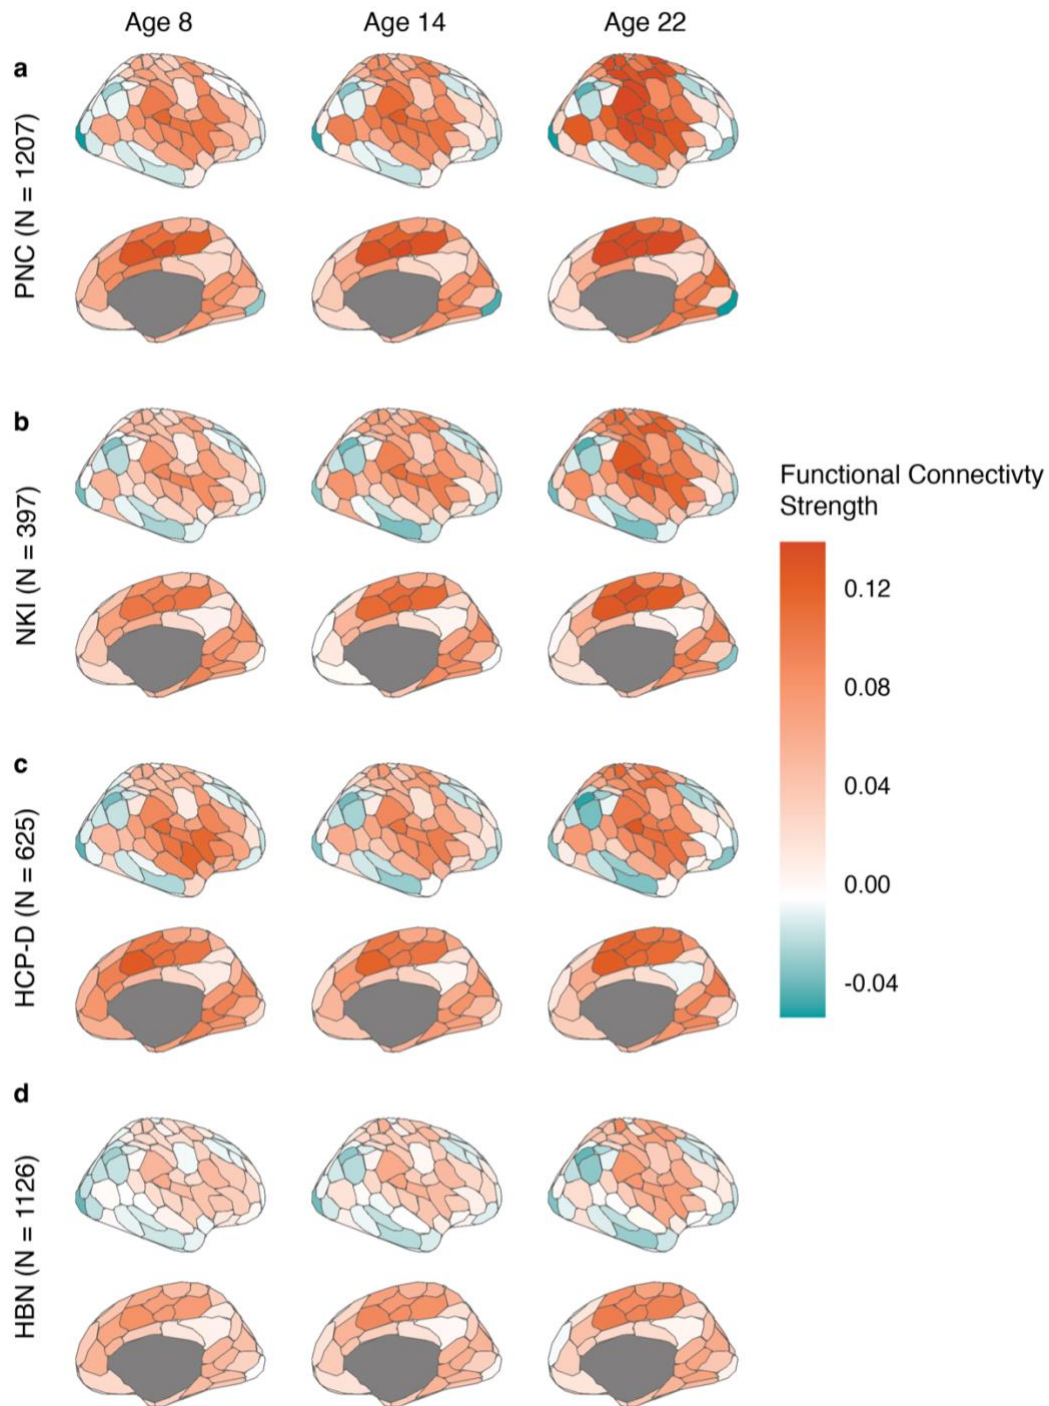 Age 8
Age 14
Age 22
a
PNC (N = 1207)
b
NKI (N = 397)
c
HCP-D (N = 625)
d
HBN (N = 1126)
Functional Connectivty
Strength
0.12
0.08
0.04
0.00
-0.04